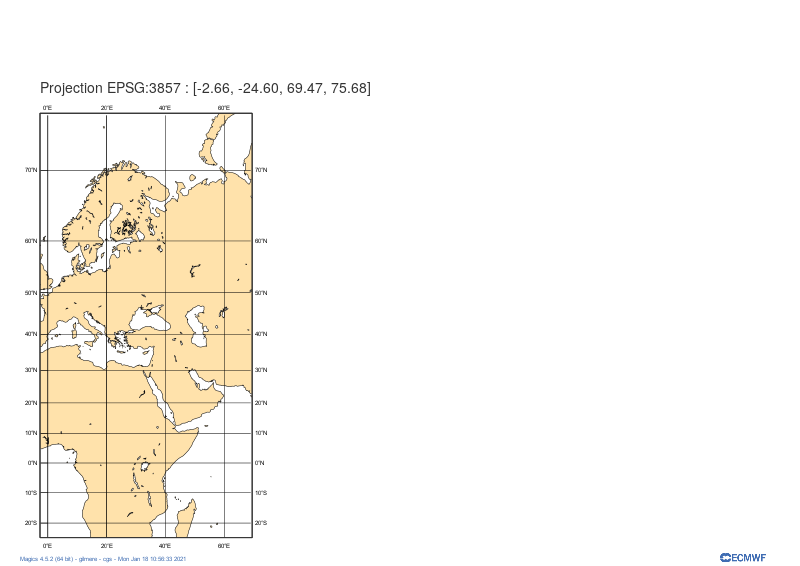 Projection EPSG:3857 : [-2.66, -24.60, 69.47, 75.68]
0°E 20°E 40°E 60°E
70°N 70°N
60°N 60°N
50°N 50°N
40°N 40°N
30°N 30°N
20°N 20°N
10°N 10°N
0°N 0°N
10°S 10°S
20°S 20°S
0°E 20°E 40°E 60°E
Magics 4.5.2 (64 bit) - gilmere - cgs - Mon Jan 18 10:56:33 2021
ECMWF